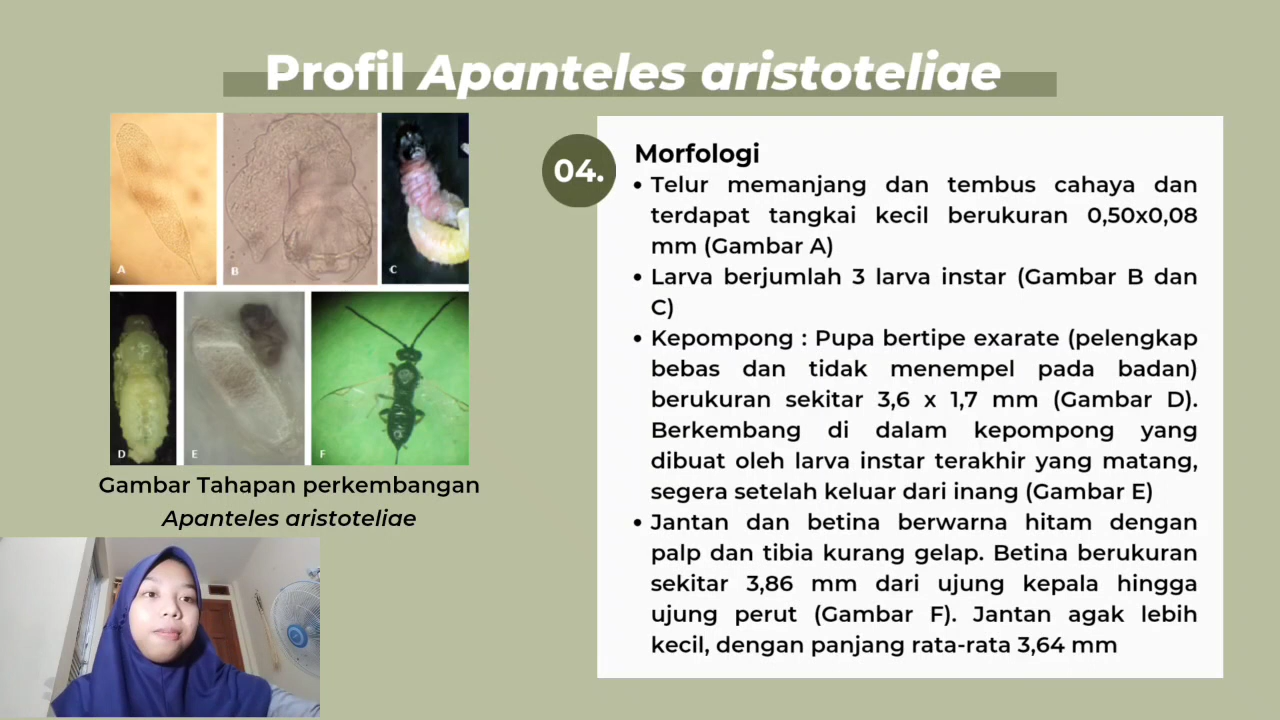 Profil Apanteles aristoteliae
A
B
C
D
E
F
Gambar Tahapan perkembangan
Apanteles aristoteliae
04.
Morfologi
• Telur memanjang dan tembus cahaya dan
terdapat tangkai kecil berukuran 0,50x0,08
mm (Gambar A)
• Larva berjumlah 3 larva instar (Gambar B dan
C)
• Kepompong : Pupa bertipe exarate (pelengkap
bebas dan tidak menempel pada badan)
berukuran sekitar 3,6 x 1,7 mm (Gambar D).
Berkembang di dalam kepompong yang
dibuat oleh larva instar terakhir yang matang,
segera setelah keluar dari inang (Gambar E)
• Jantan dan betina berwarna hitam dengan
palp dan tibia kurang gelap. Betina berukuran
sekitar 3,86 mm dari ujung kepala hingga
ujung perut (Gambar F). Jantan agak lebih
kecil, dengan panjang rata-rata 3,64 mm